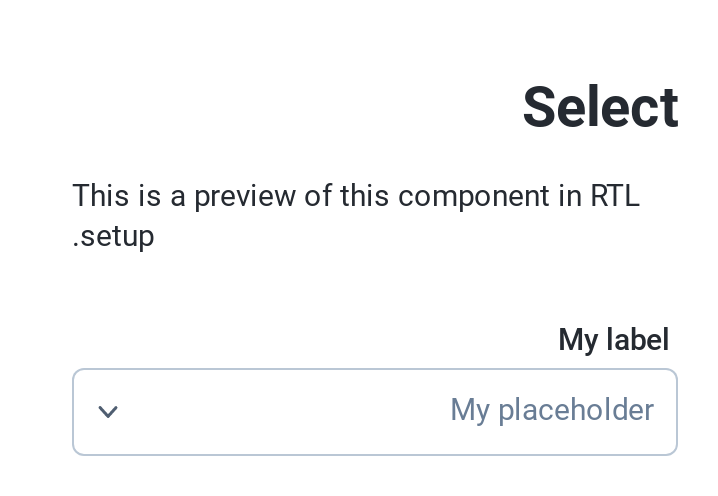 Select
This is a preview of this component in RTL
.setup
My label
My placeholder